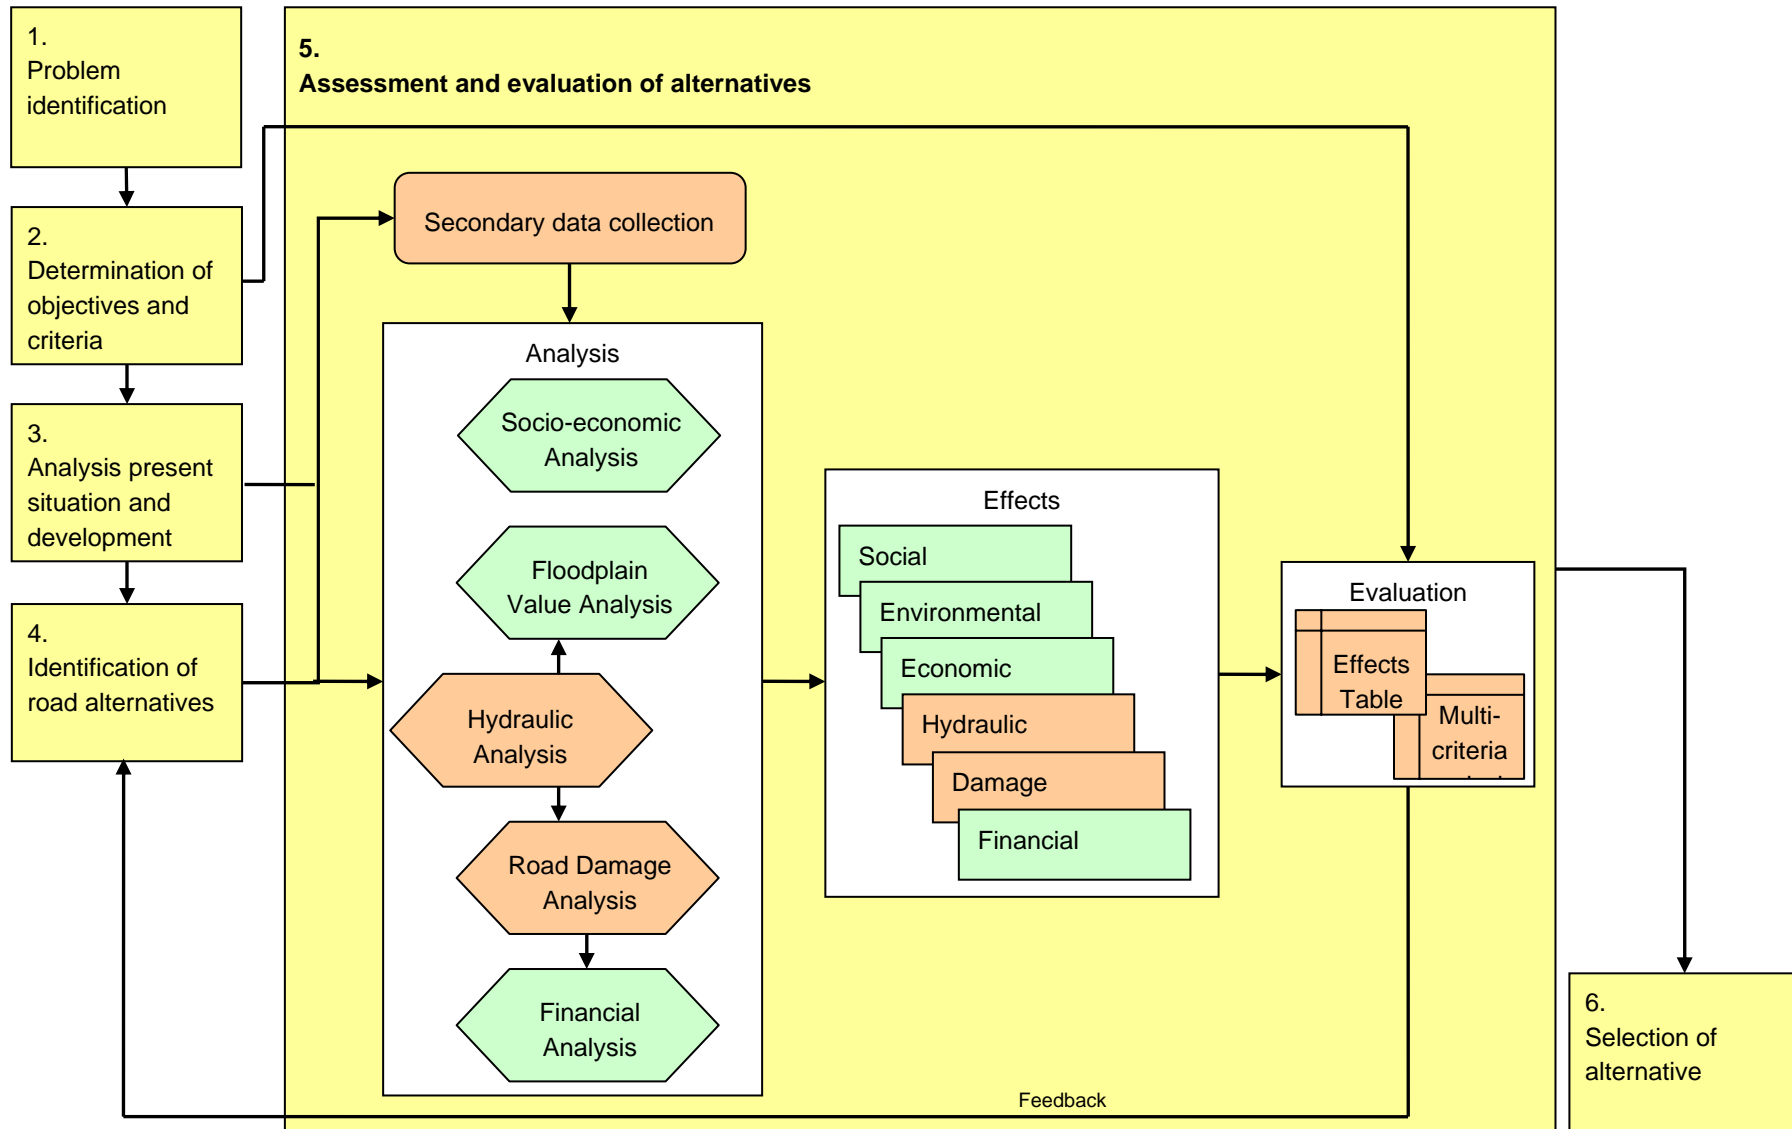 1.
Problem
identification
2.
Determination of
objectives and
criteria
3.
Analysis present
situation and
development
4.
Identification of
road alternatives
5.
Assessment and evaluation of alternatives
Secondary data collection
Analysis
Socio-economic
Analysis
Floodplain
Value Analysis
Hydraulic
Analysis
Road Damage
Analysis
Financial
Analysis
Effects
Social
Environmental
Economic
Hydraulic
Damage
Financial
Evaluation
Effects
Table
Multi-
criteria
Feedback
6.
Selection of
alternative